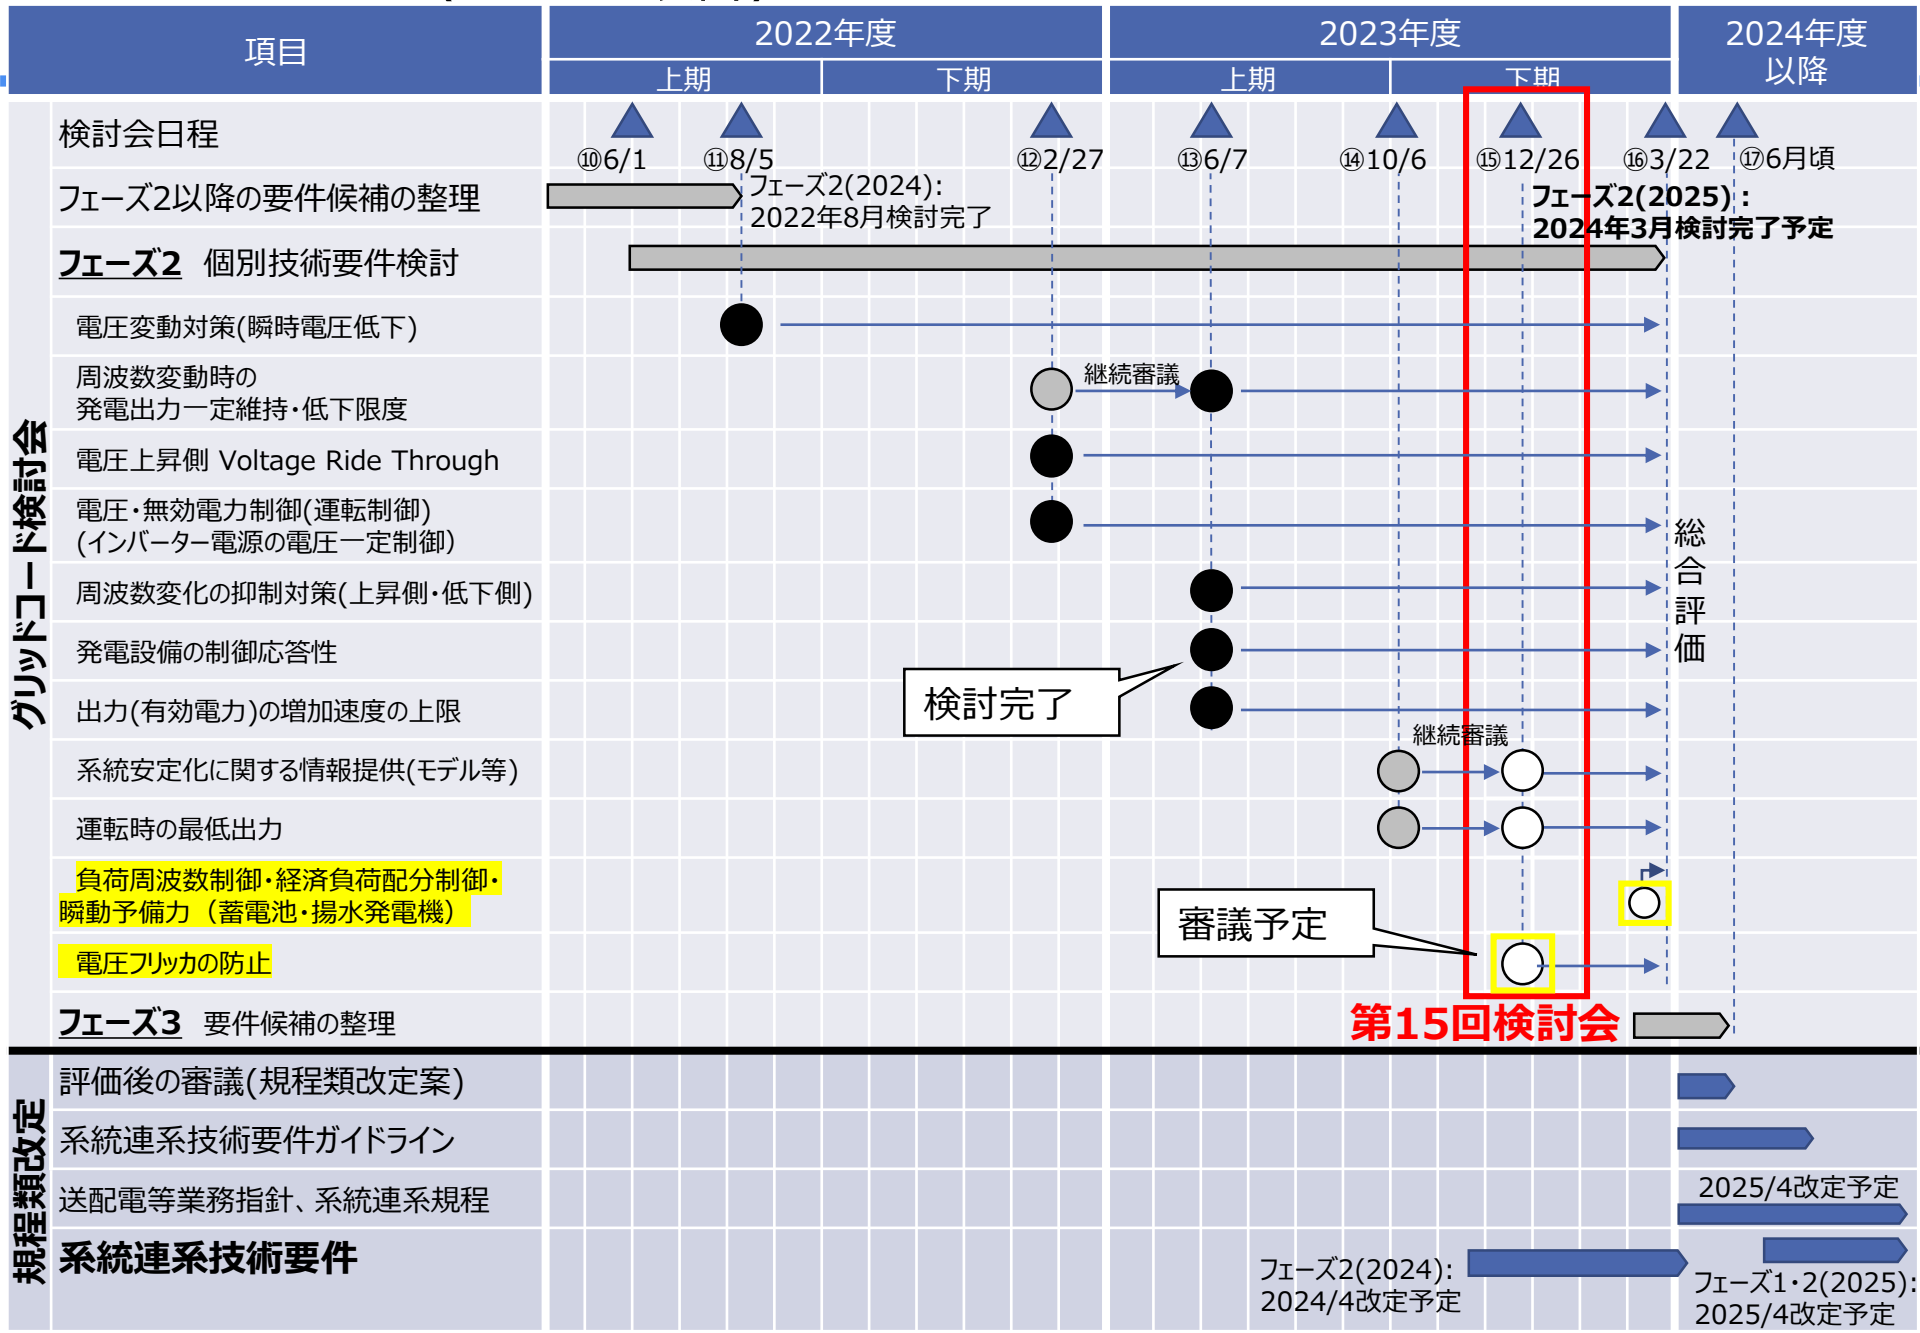 項目
2022年度
2023年度
2024年度
以降
上期
下期
上期
下期
グリッドコード検討会
検討会日程
⑩6/1
⑪8/5
⑫2/27
⑬6/7
⑭10/6
⑮12/26
⑯3/22
⑰6月頃
フェーズ2以降の要件候補の整理
フェーズ2(2024):
2022年8月検討完了
フェーズ2(2025):
2024年3月検討完了予定
フェーズ2 個別技術要件検討
電圧変動対策(瞬時電圧低下)
周波数変動時の
発電出力一定維持・低下限度
継続審議
電圧上昇側 Voltage Ride Through
電圧・無効電力制御(運転制御)
(インバーター電源の電圧一定制御)
総合評価
周波数変化の抑制対策(上昇側・低下側)
発電設備の制御応答性
検討完了
出力(有効電力)の増加速度の上限
継続審議
系統安定化に関する情報提供(モデル等)
運転時の最低出力
負荷周波数制御・経済負荷配分制御・
瞬動予備力（蓄電池・揚水発電機）
審議予定
電圧フリッカの防止
フェーズ3 要件候補の整理
第15回検討会
規程類改定
評価後の審議(規程類改定案)
系統連系技術要件ガイドライン
送配電等業務指針、系統連系規程
2025/4改定予定
系統連系技術要件
フェーズ2(2024):
2024/4改定予定
フェーズ1・2(2025):
2025/4改定予定